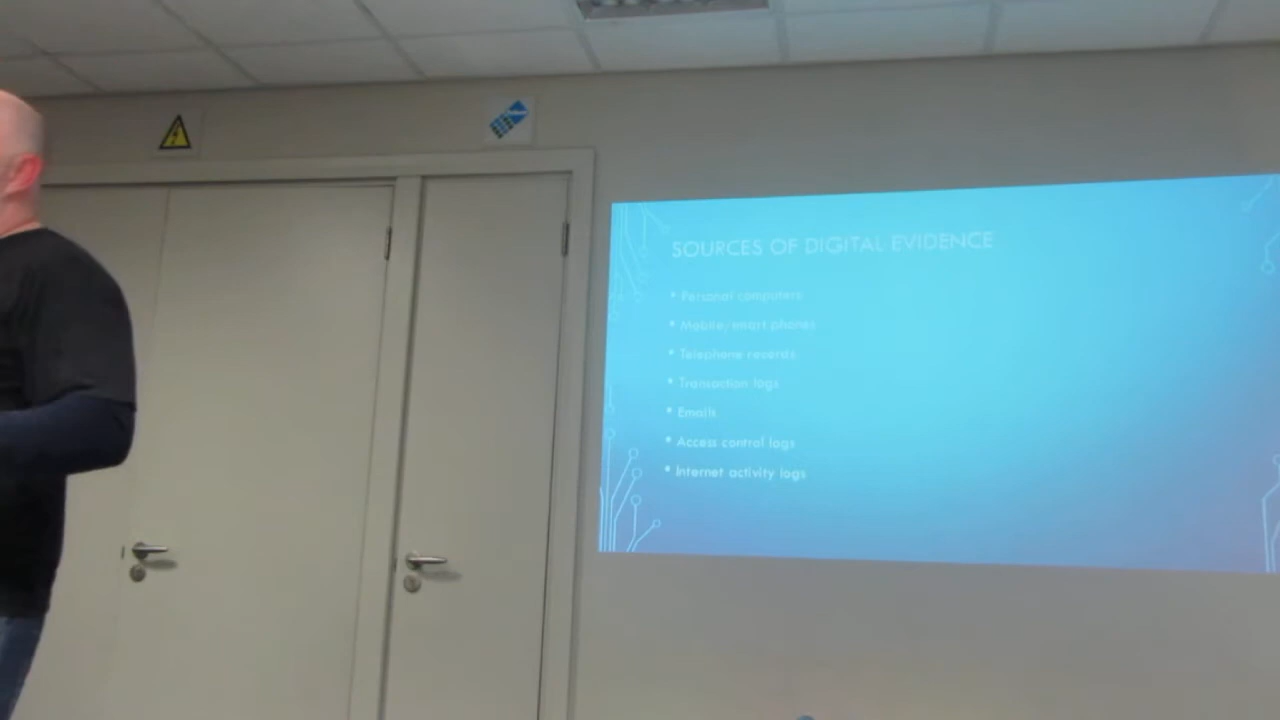 SOURCES OF DIGITAL EVIDENCE
• Personal computers
• Mobile/smart phones
• Telephone records
• Transaction logs
• Emails
• Access control logs
• Internet activity logs